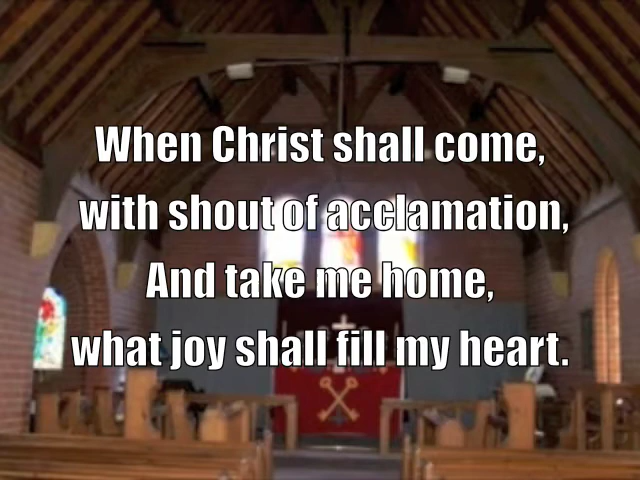 When Christ shall come,
with shout of acclamation,
And take me home,
what joy shall fill my heart.